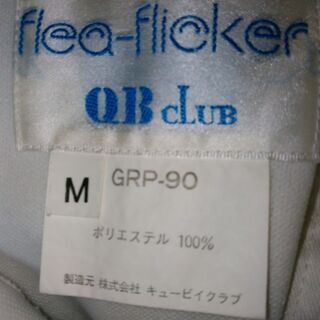 flea-flicker
QB CLUB
M GRP-90
ポリエステル 100%
製造元 株式会社 キュービイクラブ